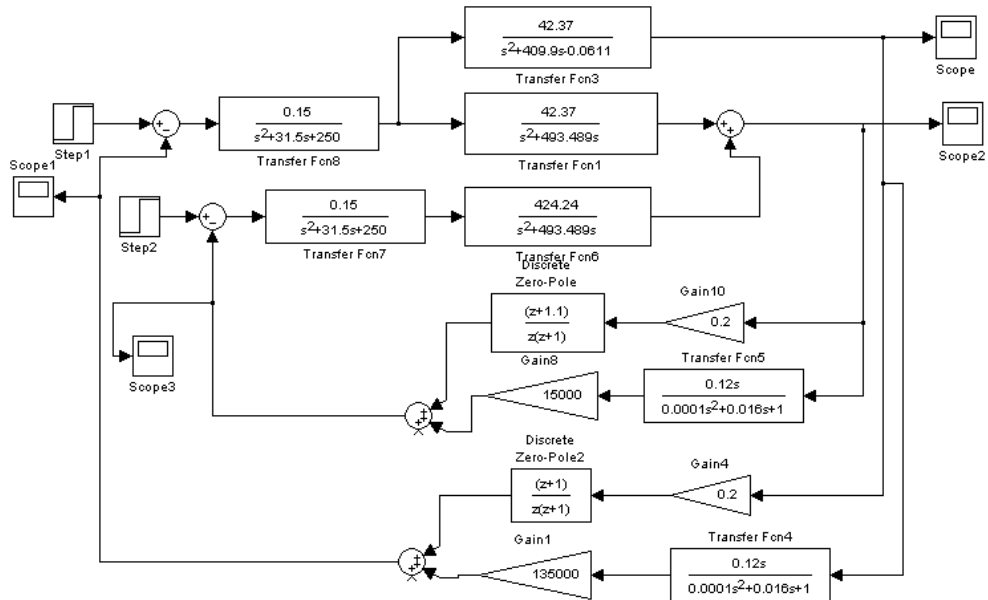 42.37
s2+409.9s-0.0611
Transfer Fcn3
Scope
Step1
+
−
0.15
s2+31.5s+250
Transfer Fcn8
42.37
s2+493.489s
Transfer Fcn1
+
+
Scope2
Scope1
Step2
+
−
0.15
s2+31.5s+250
Transfer Fcn7
424.24
s2+493.489s
Transfer Fcn6
Discrete
Zero-Pole
(z+1.1)
z(z+1)
Gain10
0.2
Scope3
Gain8
15000
Transfer Fcn5
0.12s
0.0001s2+0.016s+1
+
+
Discrete
Zero-Pole2
(z+1)
z(z+1)
Gain4
0.2
+
+
Gain1
135000
Transfer Fcn4
0.12s
0.0001s2+0.016s+1